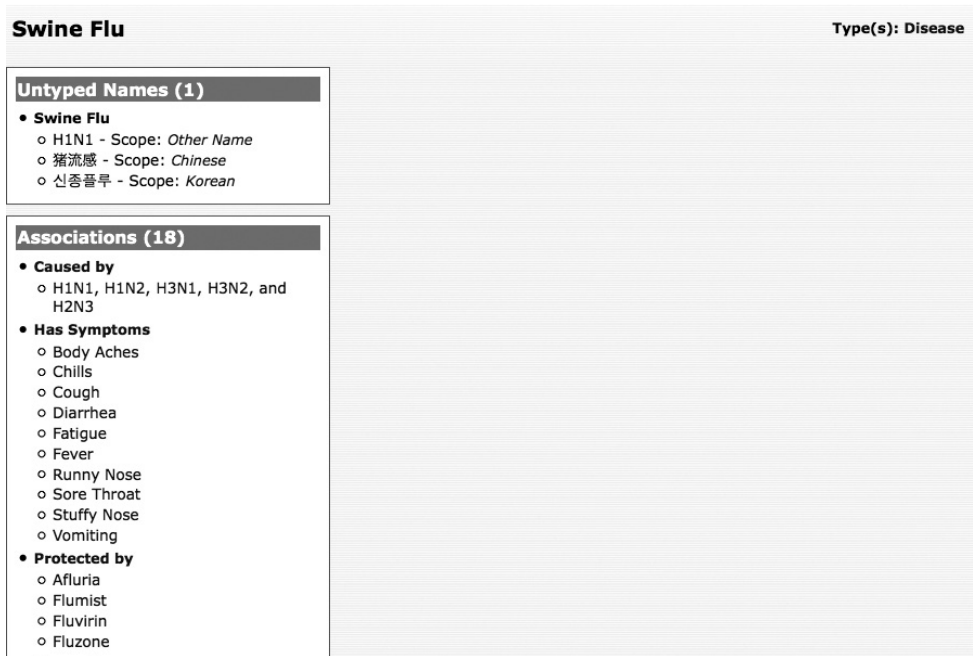 Swine Flu
Type(s): Disease
Untyped Names (1)
• Swine Flu
○ H1N1 - Scope: Other Name
○ 猪流感 - Scope: Chinese
○ 신종플루 - Scope: Korean
Associations (18)
• Caused by
○ H1N1, H1N2, H3N1, H3N2, and
H2N3
• Has Symptoms
○ Body Aches
○ Chills
○ Cough
○ Diarrhea
○ Fatigue
○ Fever
○ Runny Nose
○ Sore Throat
○ Stuffy Nose
○ Vomiting
• Protected by
○ Afluria
○ Flumist
○ Fluvirin
○ Fluzone